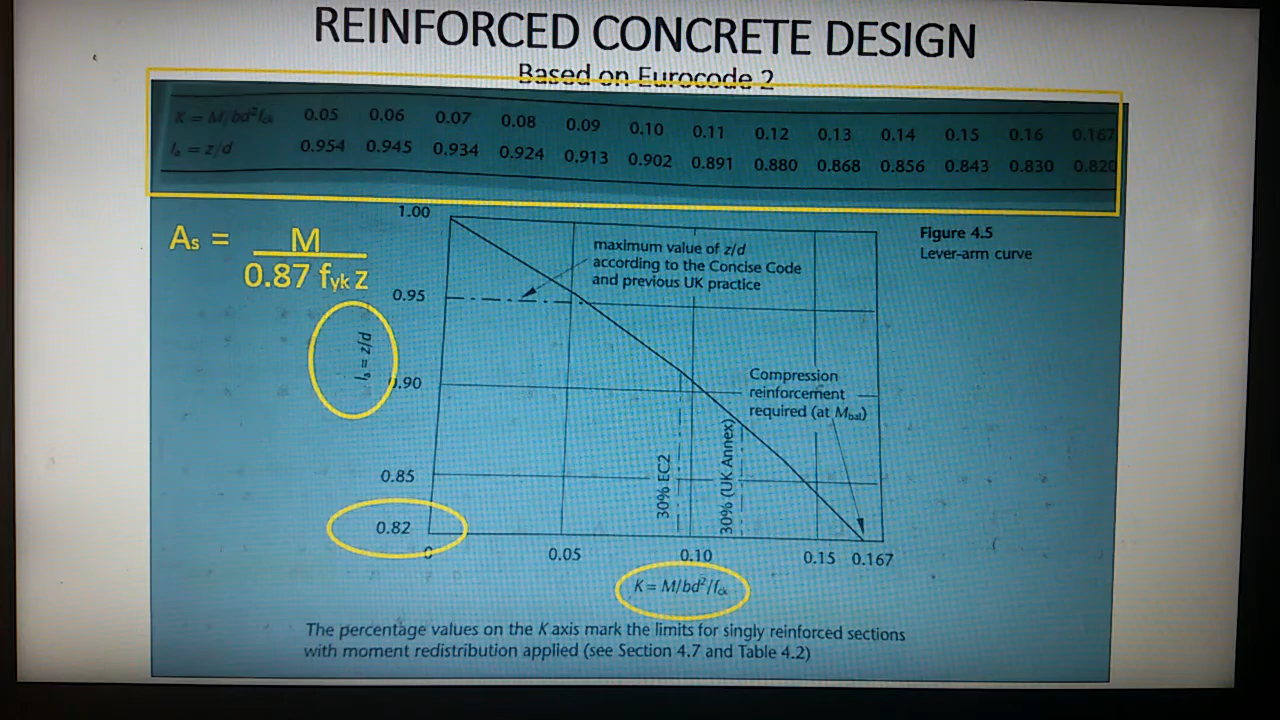 REINFORCED CONCRETE DESIGN
Based on Eurocode 2
K = M/bd²fck 0.05 0.06 0.07 0.08 0.09 0.10 0.11 0.12 0.13 0.14 0.15 0.16 0.167
la = z/d 0.954 0.945 0.934 0.924 0.913 0.902 0.891 0.880 0.868 0.856 0.843 0.830 0.820
As = M
0.87 fyk z
1.00
0.95
0.90
0.85
0.82
la = z/d
maximum value of z/d
according to the Concise Code
and previous UK practice
Compression
reinforcement
required (at Mbal)
30% EC2
30% (UK Annex)
Figure 4.5
Lever-arm curve
0 0.05 0.10 0.15 0.167
K = M/bd²/fck
The percentage values on the K axis mark the limits for singly reinforced sections
with moment redistribution applied (see Section 4.7 and Table 4.2)